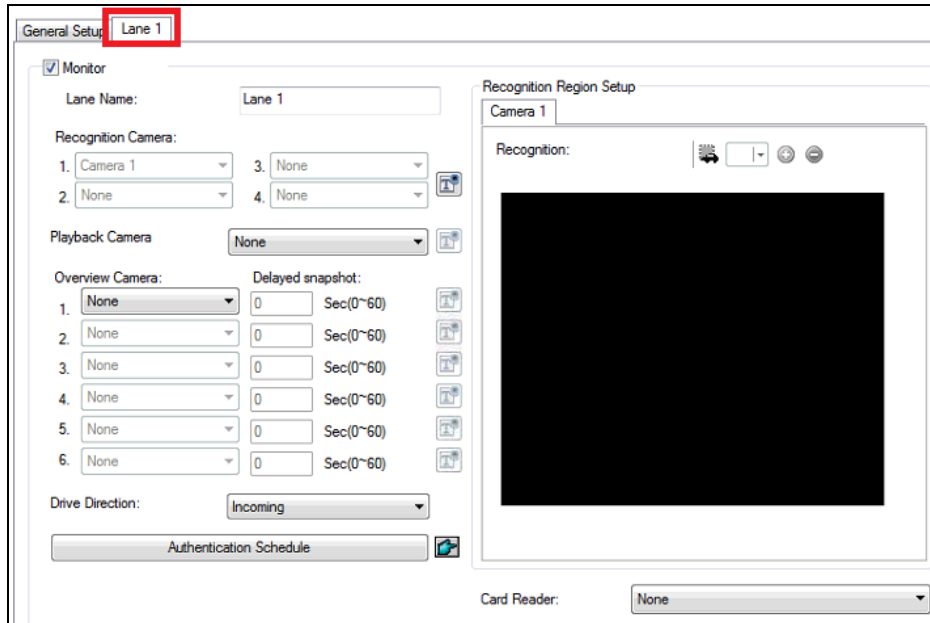 General Setup Lane 1
Monitor
Lane Name: Lane 1
Recognition Camera:
1. Camera 1 3. None
2. None 4. None
Playback Camera None
Overview Camera: Delayed snapshot:
1. None 0 Sec(0~60)
2. None 0 Sec(0~60)
3. None 0 Sec(0~60)
4. None 0 Sec(0~60)
5. None 0 Sec(0~60)
6. None 0 Sec(0~60)
Drive Direction: Incoming
Authentication Schedule
Recognition Region Setup
Camera 1
Recognition:
Card Reader: None